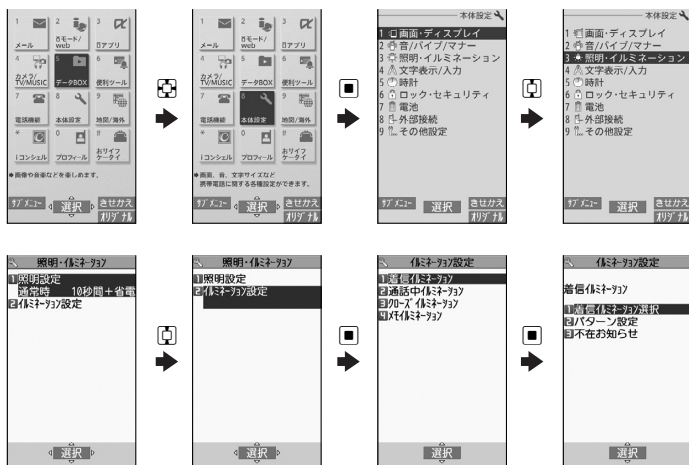 1 2 3
メール iモード/web iアプリ
4 5 6
カメラ/TV/MUSIC データBOX 便利ツール
7 8 9
電話機能 本体設定 地図/海外
* 0 #
iコンシェル プロフィール おサイフケータイ
●画像や音楽などを楽しめます。
サブメニュー 選択 きせかえ
オリジナル
1 2 3
メール iモード/web iアプリ
4 5 6
カメラ/TV/MUSIC データBOX 便利ツール
7 8 9
電話機能 本体設定 地図/海外
* 0 #
iコンシェル プロフィール おサイフケータイ
●画面、音、文字サイズなど
携帯電話に関する各種設定ができます。
サブメニュー 選択 きせかえ
オリジナル
本体設定
1 画面・ディスプレイ
2 音/バイブ/マナー
3 照明・イルミネーション
4 文字表示/入力
5 時計
6 ロック・セキュリティ
7 電池
8 外部接続
9 その他設定
サブメニュー 選択 きせかえ
オリジナル
本体設定
1 画面・ディスプレイ
2 音/バイブ/マナー
3 照明・イルミネーション
4 文字表示/入力
5 時計
6 ロック・セキュリティ
7 電池
8 外部接続
9 その他設定
サブメニュー 選択 きせかえ
オリジナル
照明・イルミネーション
1 照明設定
通常時 10秒間+省電
2 イルミネーション設定
選択
照明・イルミネーション
1 照明設定
2 イルミネーション設定
選択
イルミネーション設定
1 着信イルミネーション
2 通話中イルミネーション
3 クローズイルミネーション
4 メモイルミネーション
選択
イルミネーション設定
着信イルミネーション
1 着信イルミネーション選択
2 パターン設定
3 不在お知らせ
選択